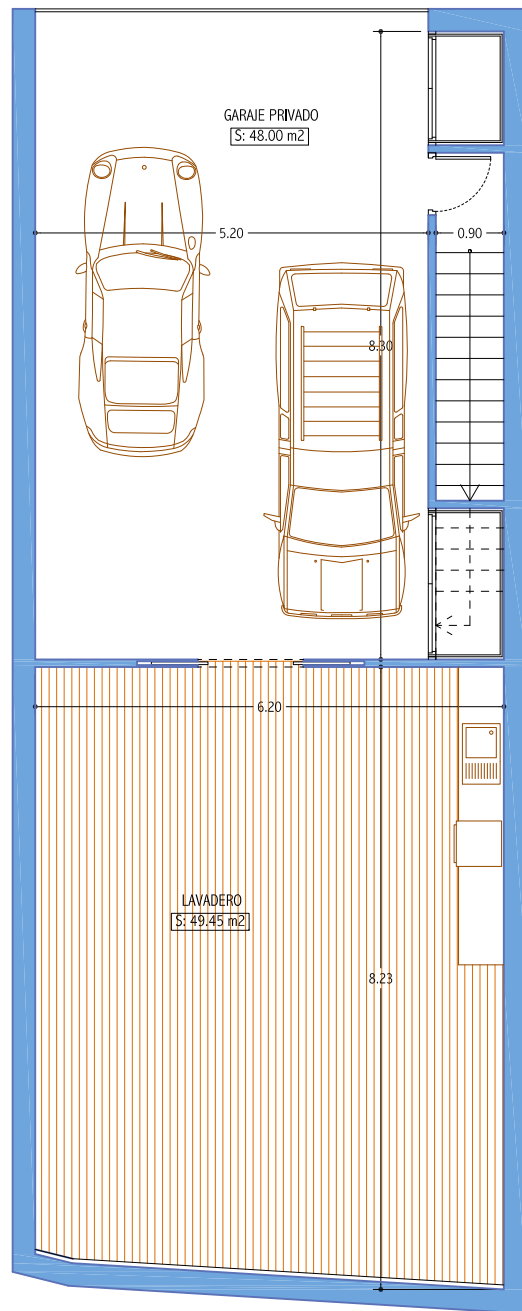 GARAJE PRIVADO
S: 48.00 m2
5.20
0.90
8.30
6.20
LAVADERO
S: 49.45 m2
8.23